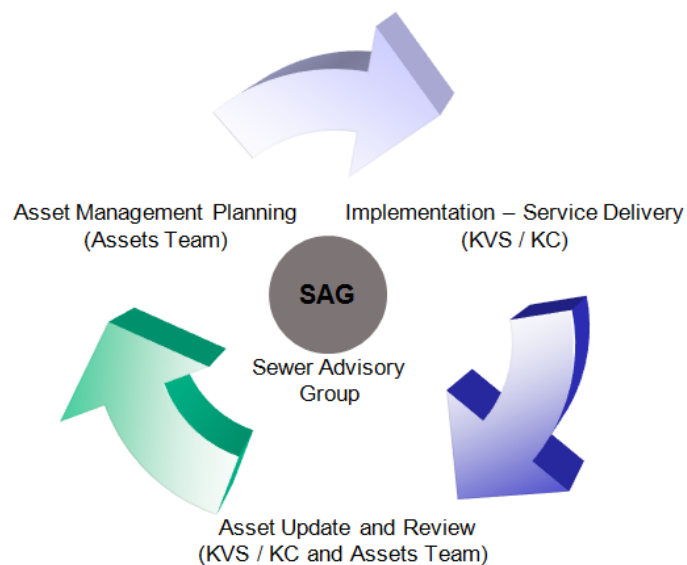 Asset Management Planning
(Assets Team)
Implementation – Service Delivery
(KVS / KC)
SAG
Sewer Advisory
Group
Asset Update and Review
(KVS / KC and Assets Team)